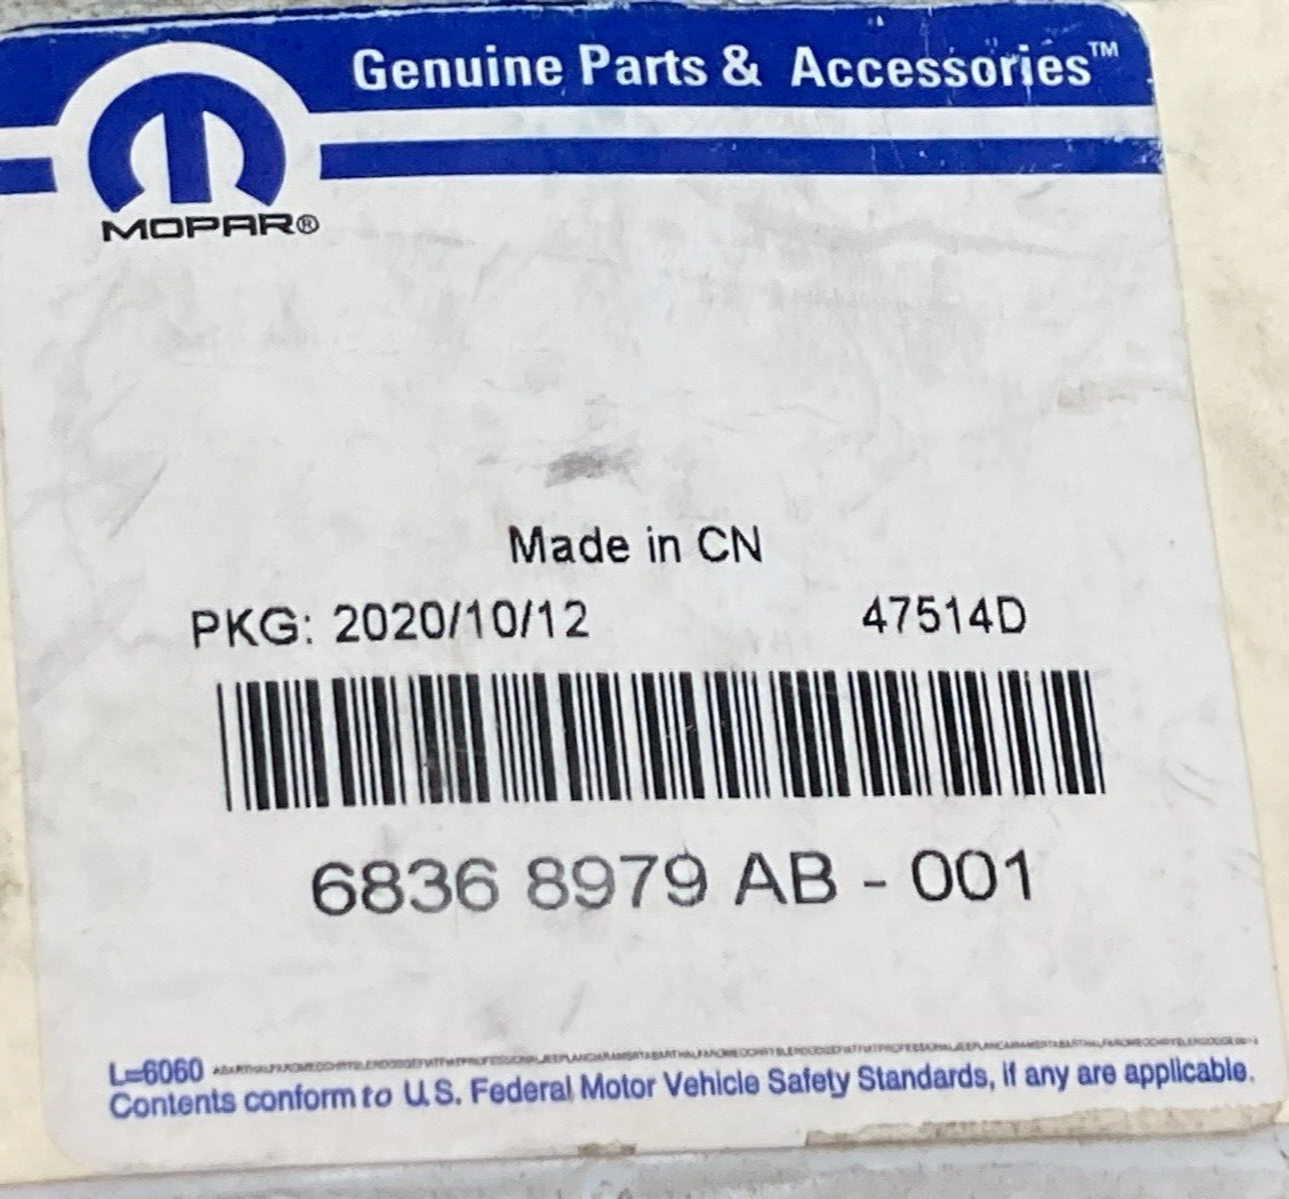 Genuine Parts & Accessories™
MOPAR®
Made in CN
PKG: 2020/10/12 47514D
6836 8979 AB - 001
L=6060
Contents conform to U.S. Federal Motor Vehicle Safety Standards, if any are applicable.